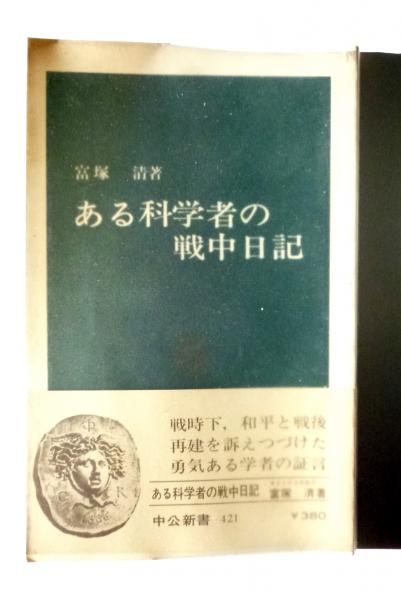 富塚 清著
ある科学者の
戦中日記
戦時下，和平と戦後
再建を訴えつづけた
勇気ある学者の証言
ある科学者の戦中日記
富塚 清著
中公新書 421
￥380